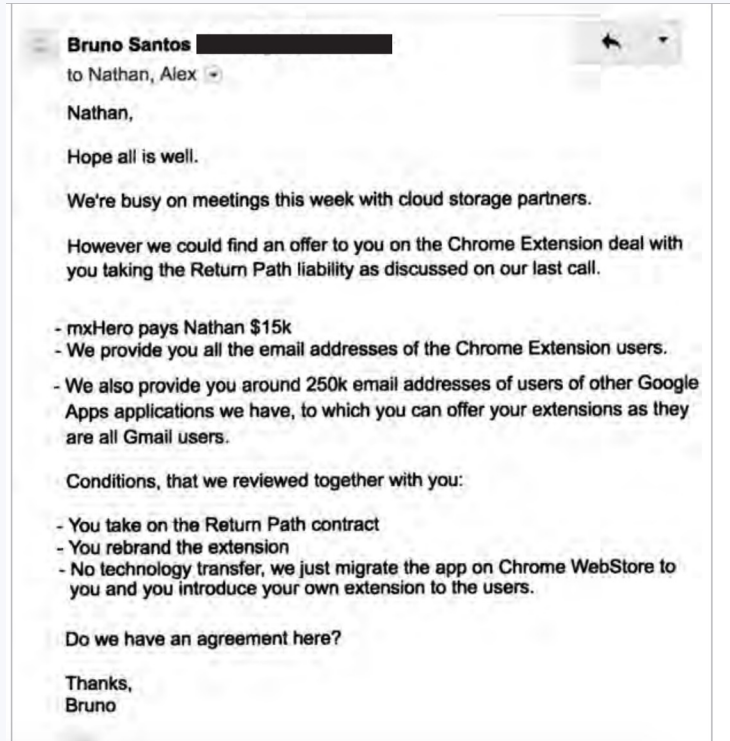 Bruno Santos
to Nathan, Alex
Nathan,
Hope all is well.
We're busy on meetings this week with cloud storage partners.
However we could find an offer to you on the Chrome Extension deal with
you taking the Return Path liability as discussed on our last call.
- mxHero pays Nathan $15k
- We provide you all the email addresses of the Chrome Extension users.
- We also provide you around 250k email addresses of users of other Google
Apps applications we have, to which you can offer your extensions as they
are all Gmail users.
Conditions, that we reviewed together with you:
- You take on the Return Path contract
- You rebrand the extension
- No technology transfer, we just migrate the app on Chrome WebStore to
you and you introduce your own extension to the users.
Do we have an agreement here?
Thanks,
Bruno